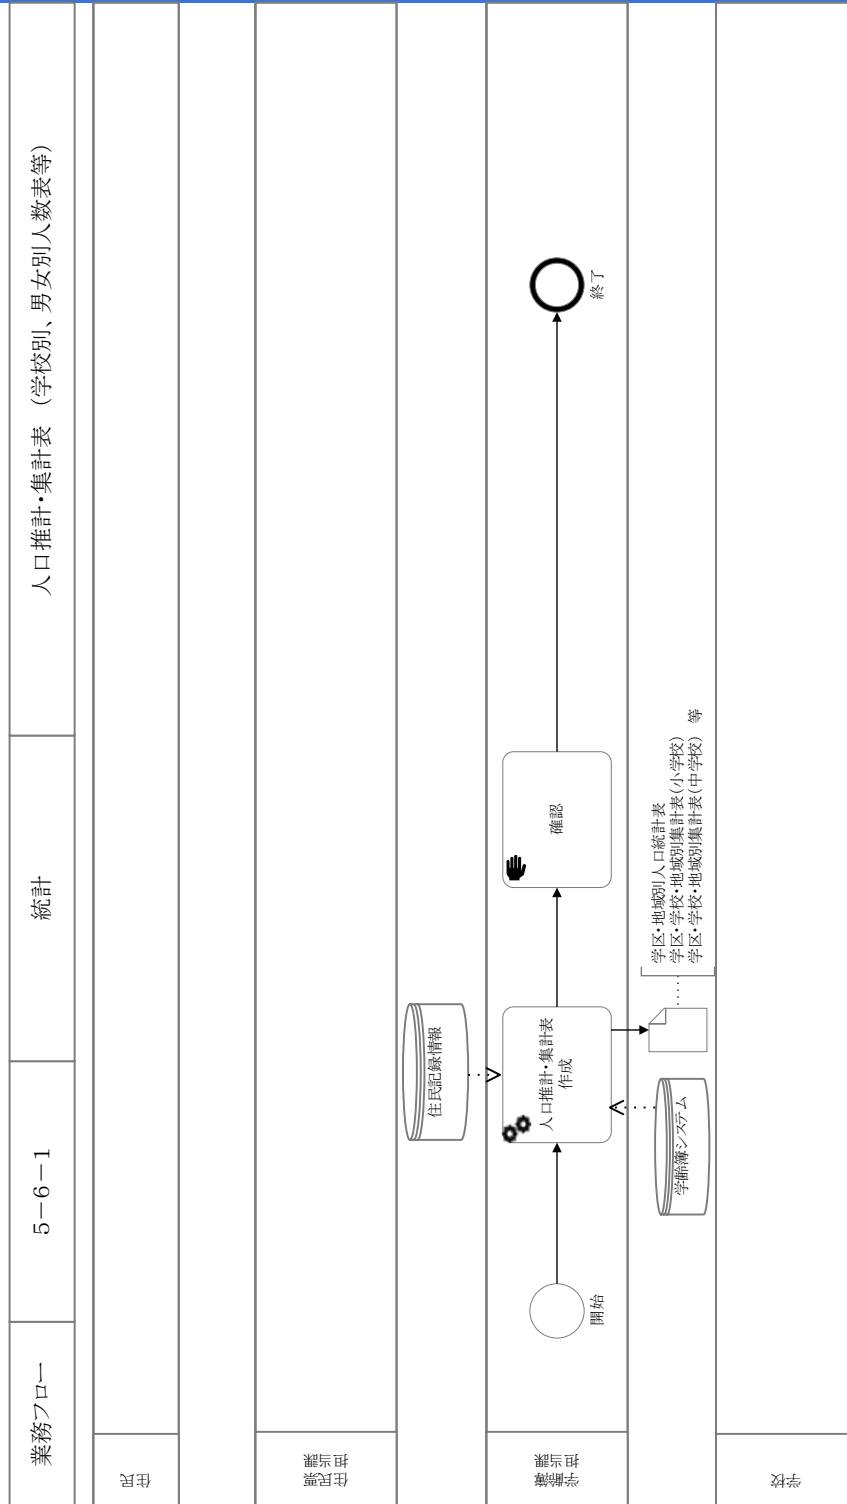 業務フロー
5－6－1
統計
人口推計・集計表　（学校別、男女別人数表等）
住民
住民票
担当課
住民記録情報
学齢簿
担当課
開始
人口推計・集計表
作成
確認
終了
学齢簿システム
学区・地域別人口統計表
学区・学校・地域別集計表(小学校)
学区・学校・地域別集計表(中学校)　等
学校